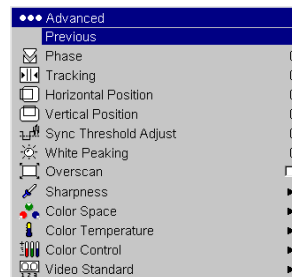 Advanced
Previous
Phase
Tracking
Horizontal Position
Vertical Position
Sync Threshold Adjust
White Peaking
Overscan
Sharpness
Color Space
Color Temperature
Color Control
Video Standard